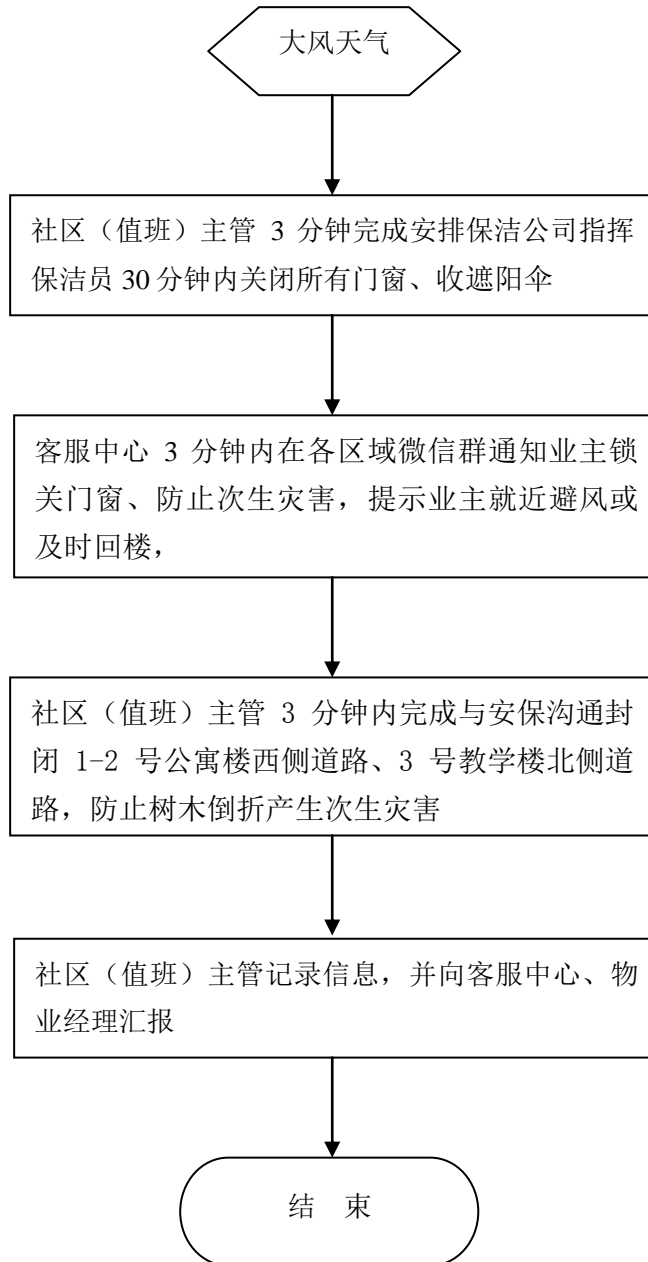 大风天气
社区（值班）主管 3 分钟完成安排保洁公司指挥
保洁员 30 分钟内关闭所有门窗、收遮阳伞
客服中心 3 分钟内在各区域微信群通知业主锁
关门窗、防止次生灾害，提示业主就近避风或
及时回楼，
社区（值班）主管 3 分钟内完成与安保沟通封
闭 1-2 号公寓楼西侧道路、3 号教学楼北侧道
路，防止树木倒折产生次生灾害
社区（值班）主管记录信息，并向客服中心、物
业经理汇报
结 束